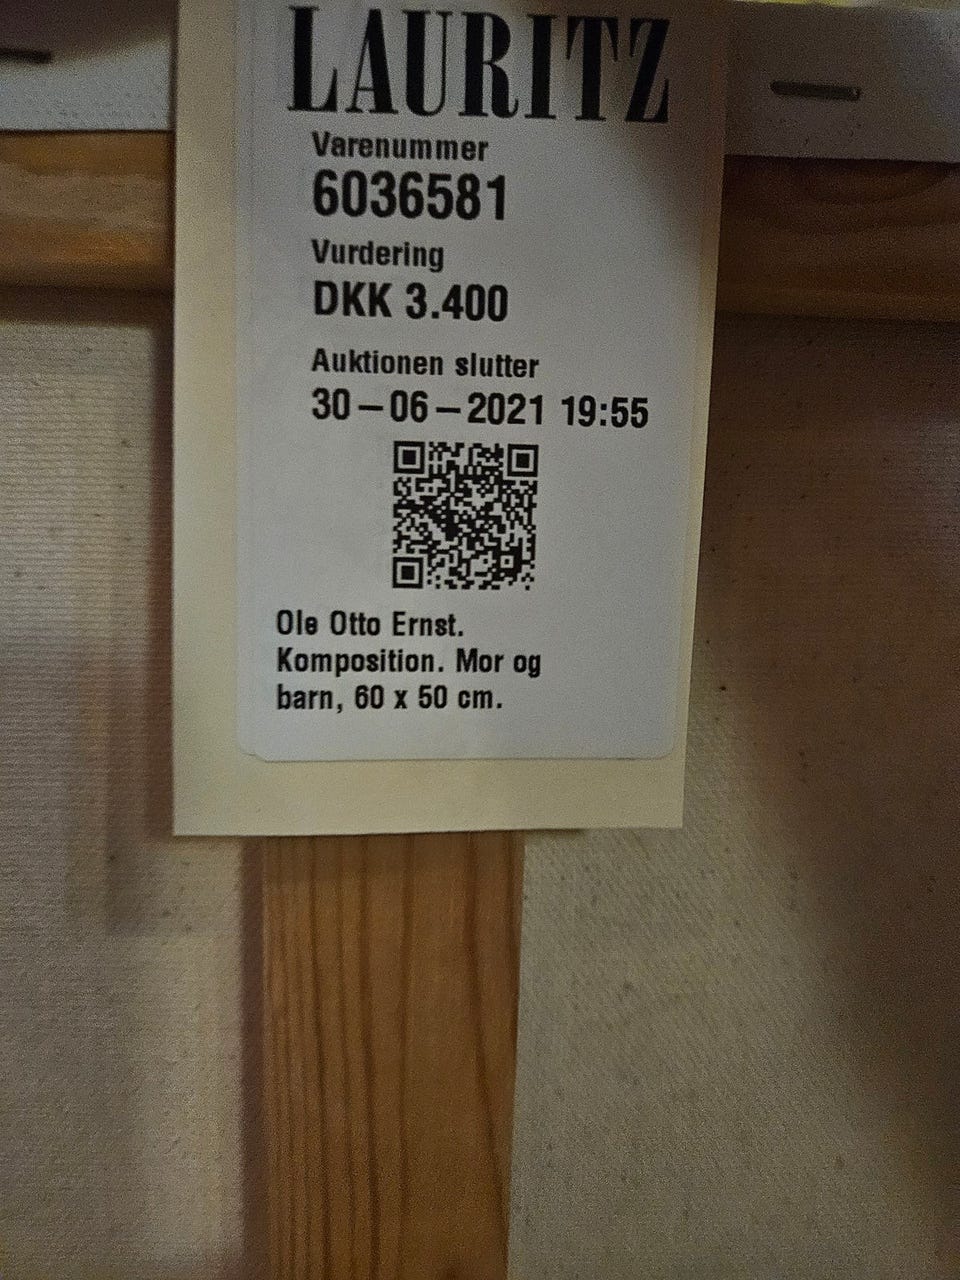 LAURITZ
Varenummer
6036581
Vurdering
DKK 3.400
Auktionen slutter
30-06-2021 19:55
Ole Otto Ernst.
Komposition. Mor og
barn, 60 x 50 cm.